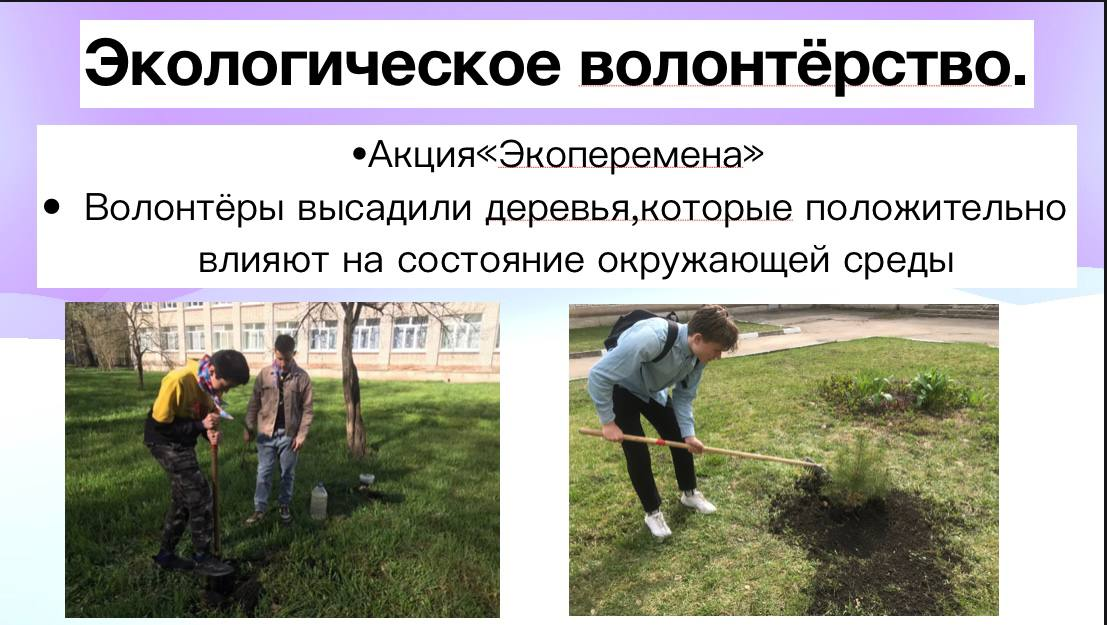 Экологическое волонтёрство.
•Акция«Экоперемена»
• Волонтёры высадили деревья,которые положительно
влияют на состояние окружающей среды